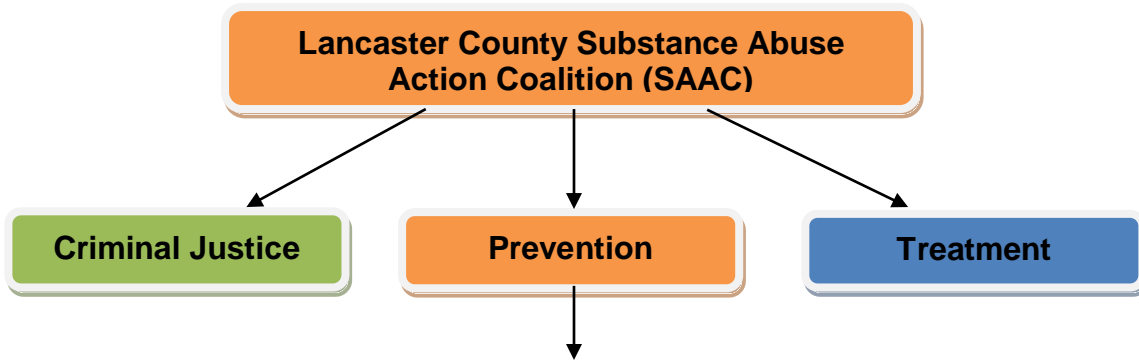 Lancaster County Substance Abuse
Action Coalition (SAAC)
Criminal Justice
Prevention
Treatment